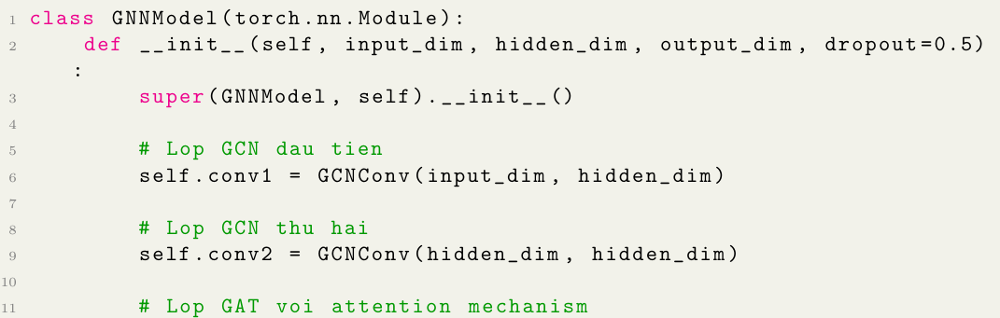 1 class GNNModel(torch.nn.Module):
2     def __init__(self, input_dim, hidden_dim, output_dim, dropout=0.5)
    :
3         super(GNNModel, self).__init__()
4
5         # Lop GCN dau tien
6         self.conv1 = GCNConv(input_dim, hidden_dim)
7
8         # Lop GCN thu hai
9         self.conv2 = GCNConv(hidden_dim, hidden_dim)
10
11         # Lop GAT voi attention mechanism